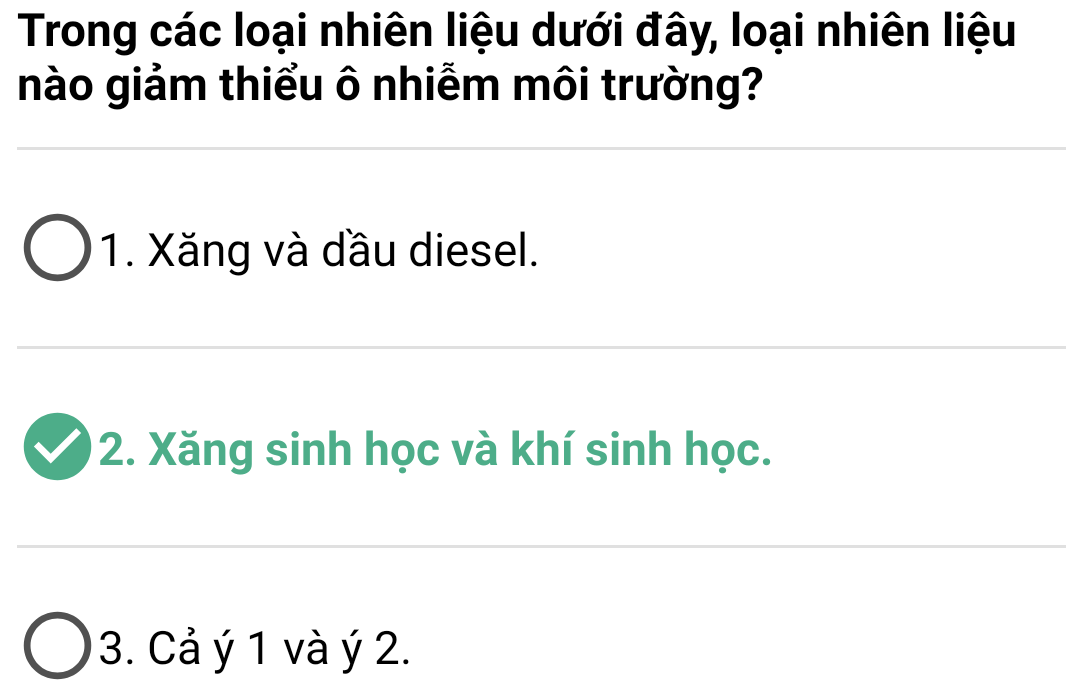 Trong các loại nhiên liệu dưới đây, loại nhiên liệu
nào giảm thiểu ô nhiễm môi trường?
1. Xăng và dầu diesel.
2. Xăng sinh học và khí sinh học.
3. Cả ý 1 và ý 2.